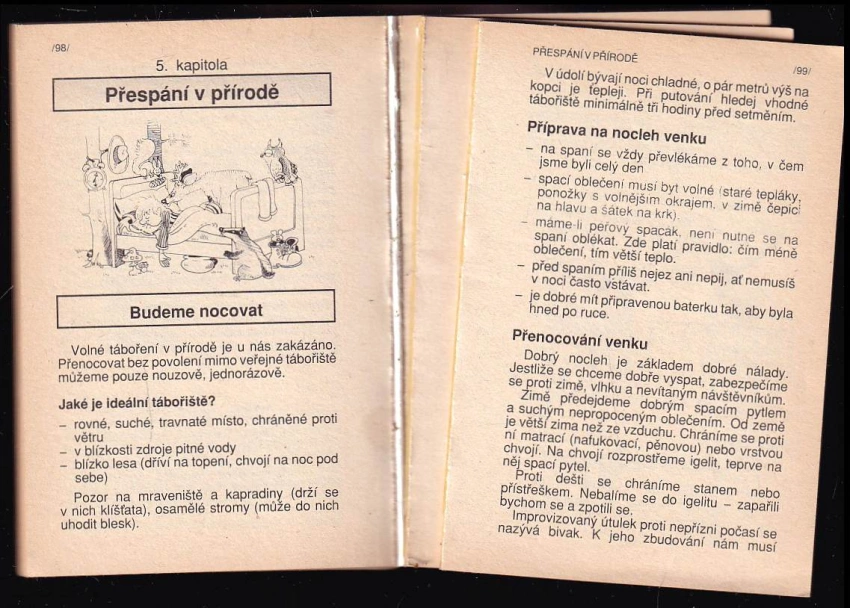 /98/
5. kapitola
Přespání v přírodě
Budeme nocovat
Volné táboření v přírodě je u nás zakázáno.
Přenocovat bez povolení mimo veřejné tábořiště
můžeme pouze nouzově, jednorázově.
Jaké je ideální tábořiště?
– rovné, suché, travnaté místo, chráněné proti
větru
– v blízkosti zdroje pitné vody
– blízko lesa (dříví na topení, chvojí na noc pod
sebe)
Pozor na mraveniště a kapradiny (drží se
v nich klíšťata), osamělé stromy (může do nich
uhodit blesk).
PŘESPÁNÍ V PŘÍRODĚ
/99/
V údolí bývají noci chladné, o pár metrů výš na
kopci je tepleji. Při putování hledej vhodné
tábořiště minimálně tři hodiny před setměním.
Příprava na nocleh venku
– na spaní se vždy převlékáme z toho, v čem
jsme byli celý den
– spací oblečení musí být volné (staré tepláky,
ponožky s volnějším okrajem, v zimě čepici
na hlavu a šátek na krk).
– máme-li péřový spacák, není nutné se na
spaní oblékat. Zde platí pravidlo: čím méně
oblečení, tím větší teplo.
– před spaním příliš nejez ani nepij, ať nemusíš
v noci často vstávat.
– je dobré mít připravenou baterku tak, aby byla
hned po ruce.
Přenocování venku
Dobrý nocleh je základem dobré nálady.
Jestliže se chceme dobře vyspat, zabezpečíme
se proti zimě, vlhku a nevítaným návštěvníkům.
Zimě předejdeme dobrým spacím pytlem
a suchým nepropoceným oblečením. Od země
je větší zima než ze vzduchu. Chráníme se proti
ní matrací (nafukovací, pěnovou) nebo vrstvou
chvojí. Na chvojí rozprostřeme igelit, teprve na
něj spací pytel.
Proti dešti se chráníme stanem nebo
přístřeškem. Nebalíme se do igelitu – zapařili
bychom se a zpotili se.
Improvizovaný útulek proti nepřízni počasí se
nazývá bivak. K jeho zbudování nám musí